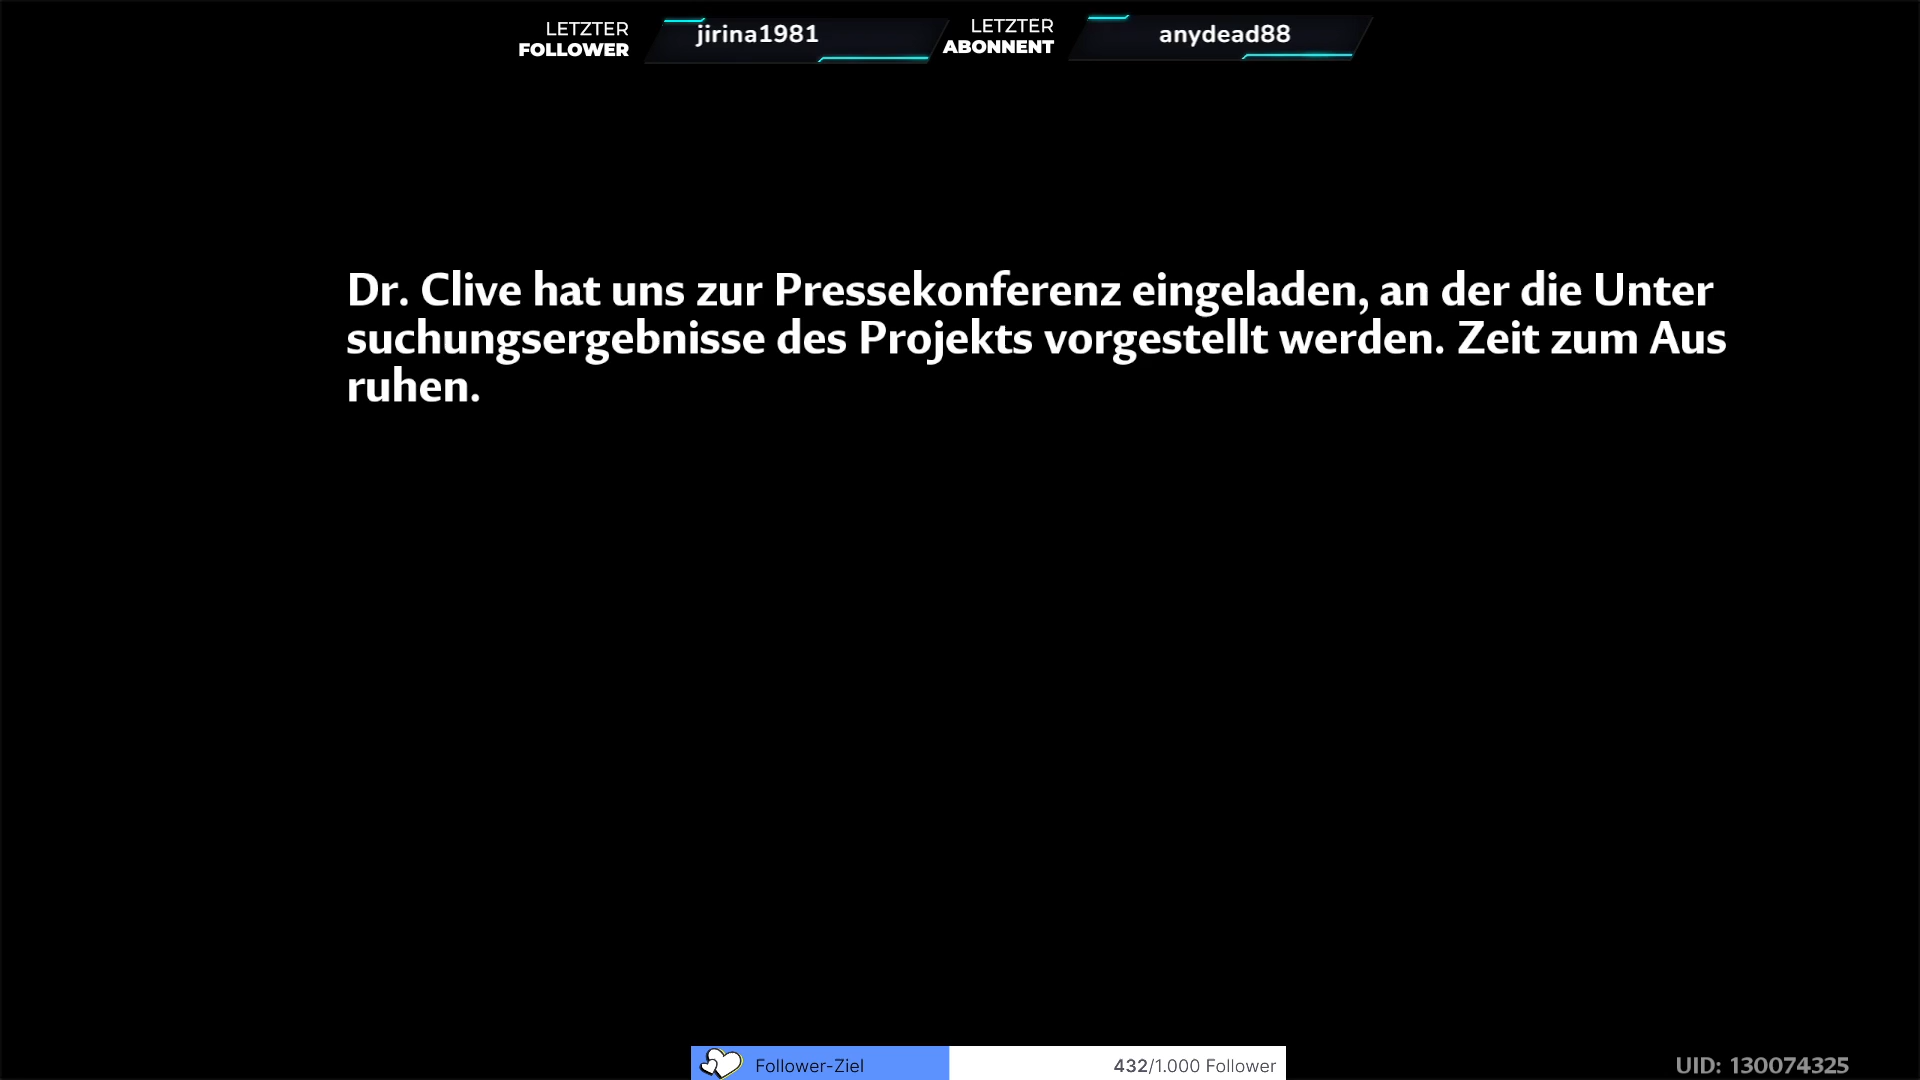 LETZTER
FOLLOWER
jirina1981
LETZTER
ABONNENT
anydead88
Dr. Clive hat uns zur Pressekonferenz eingeladen, an der die Unter
suchungsergebnisse des Projekts vorgestellt werden. Zeit zum Aus
ruhen.
Follower-Ziel
432/1.000 Follower
UID: 130074325